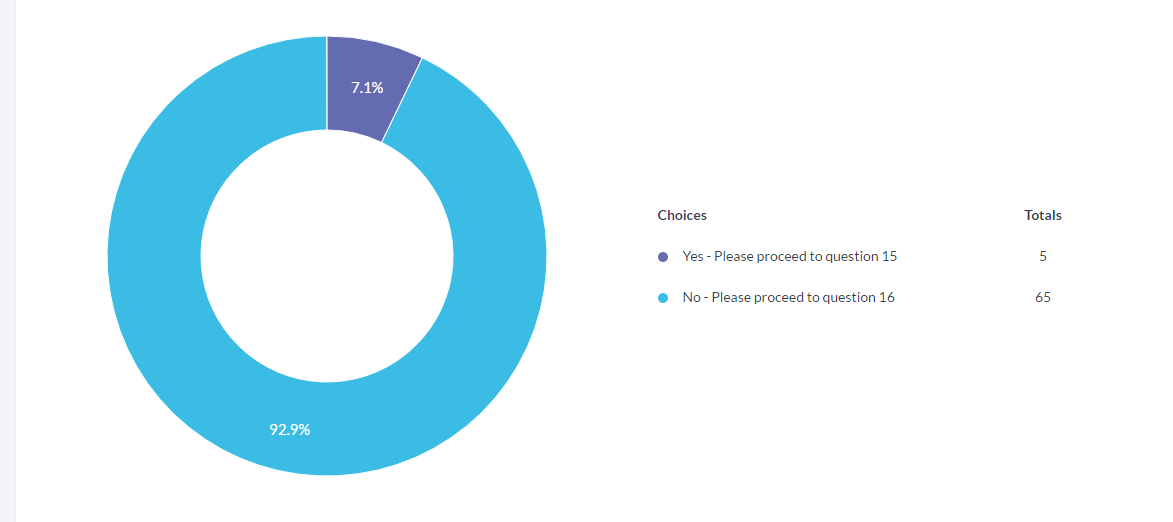 7.1%
92.9%
Choices Totals
Yes - Please proceed to question 15 5
No - Please proceed to question 16 65